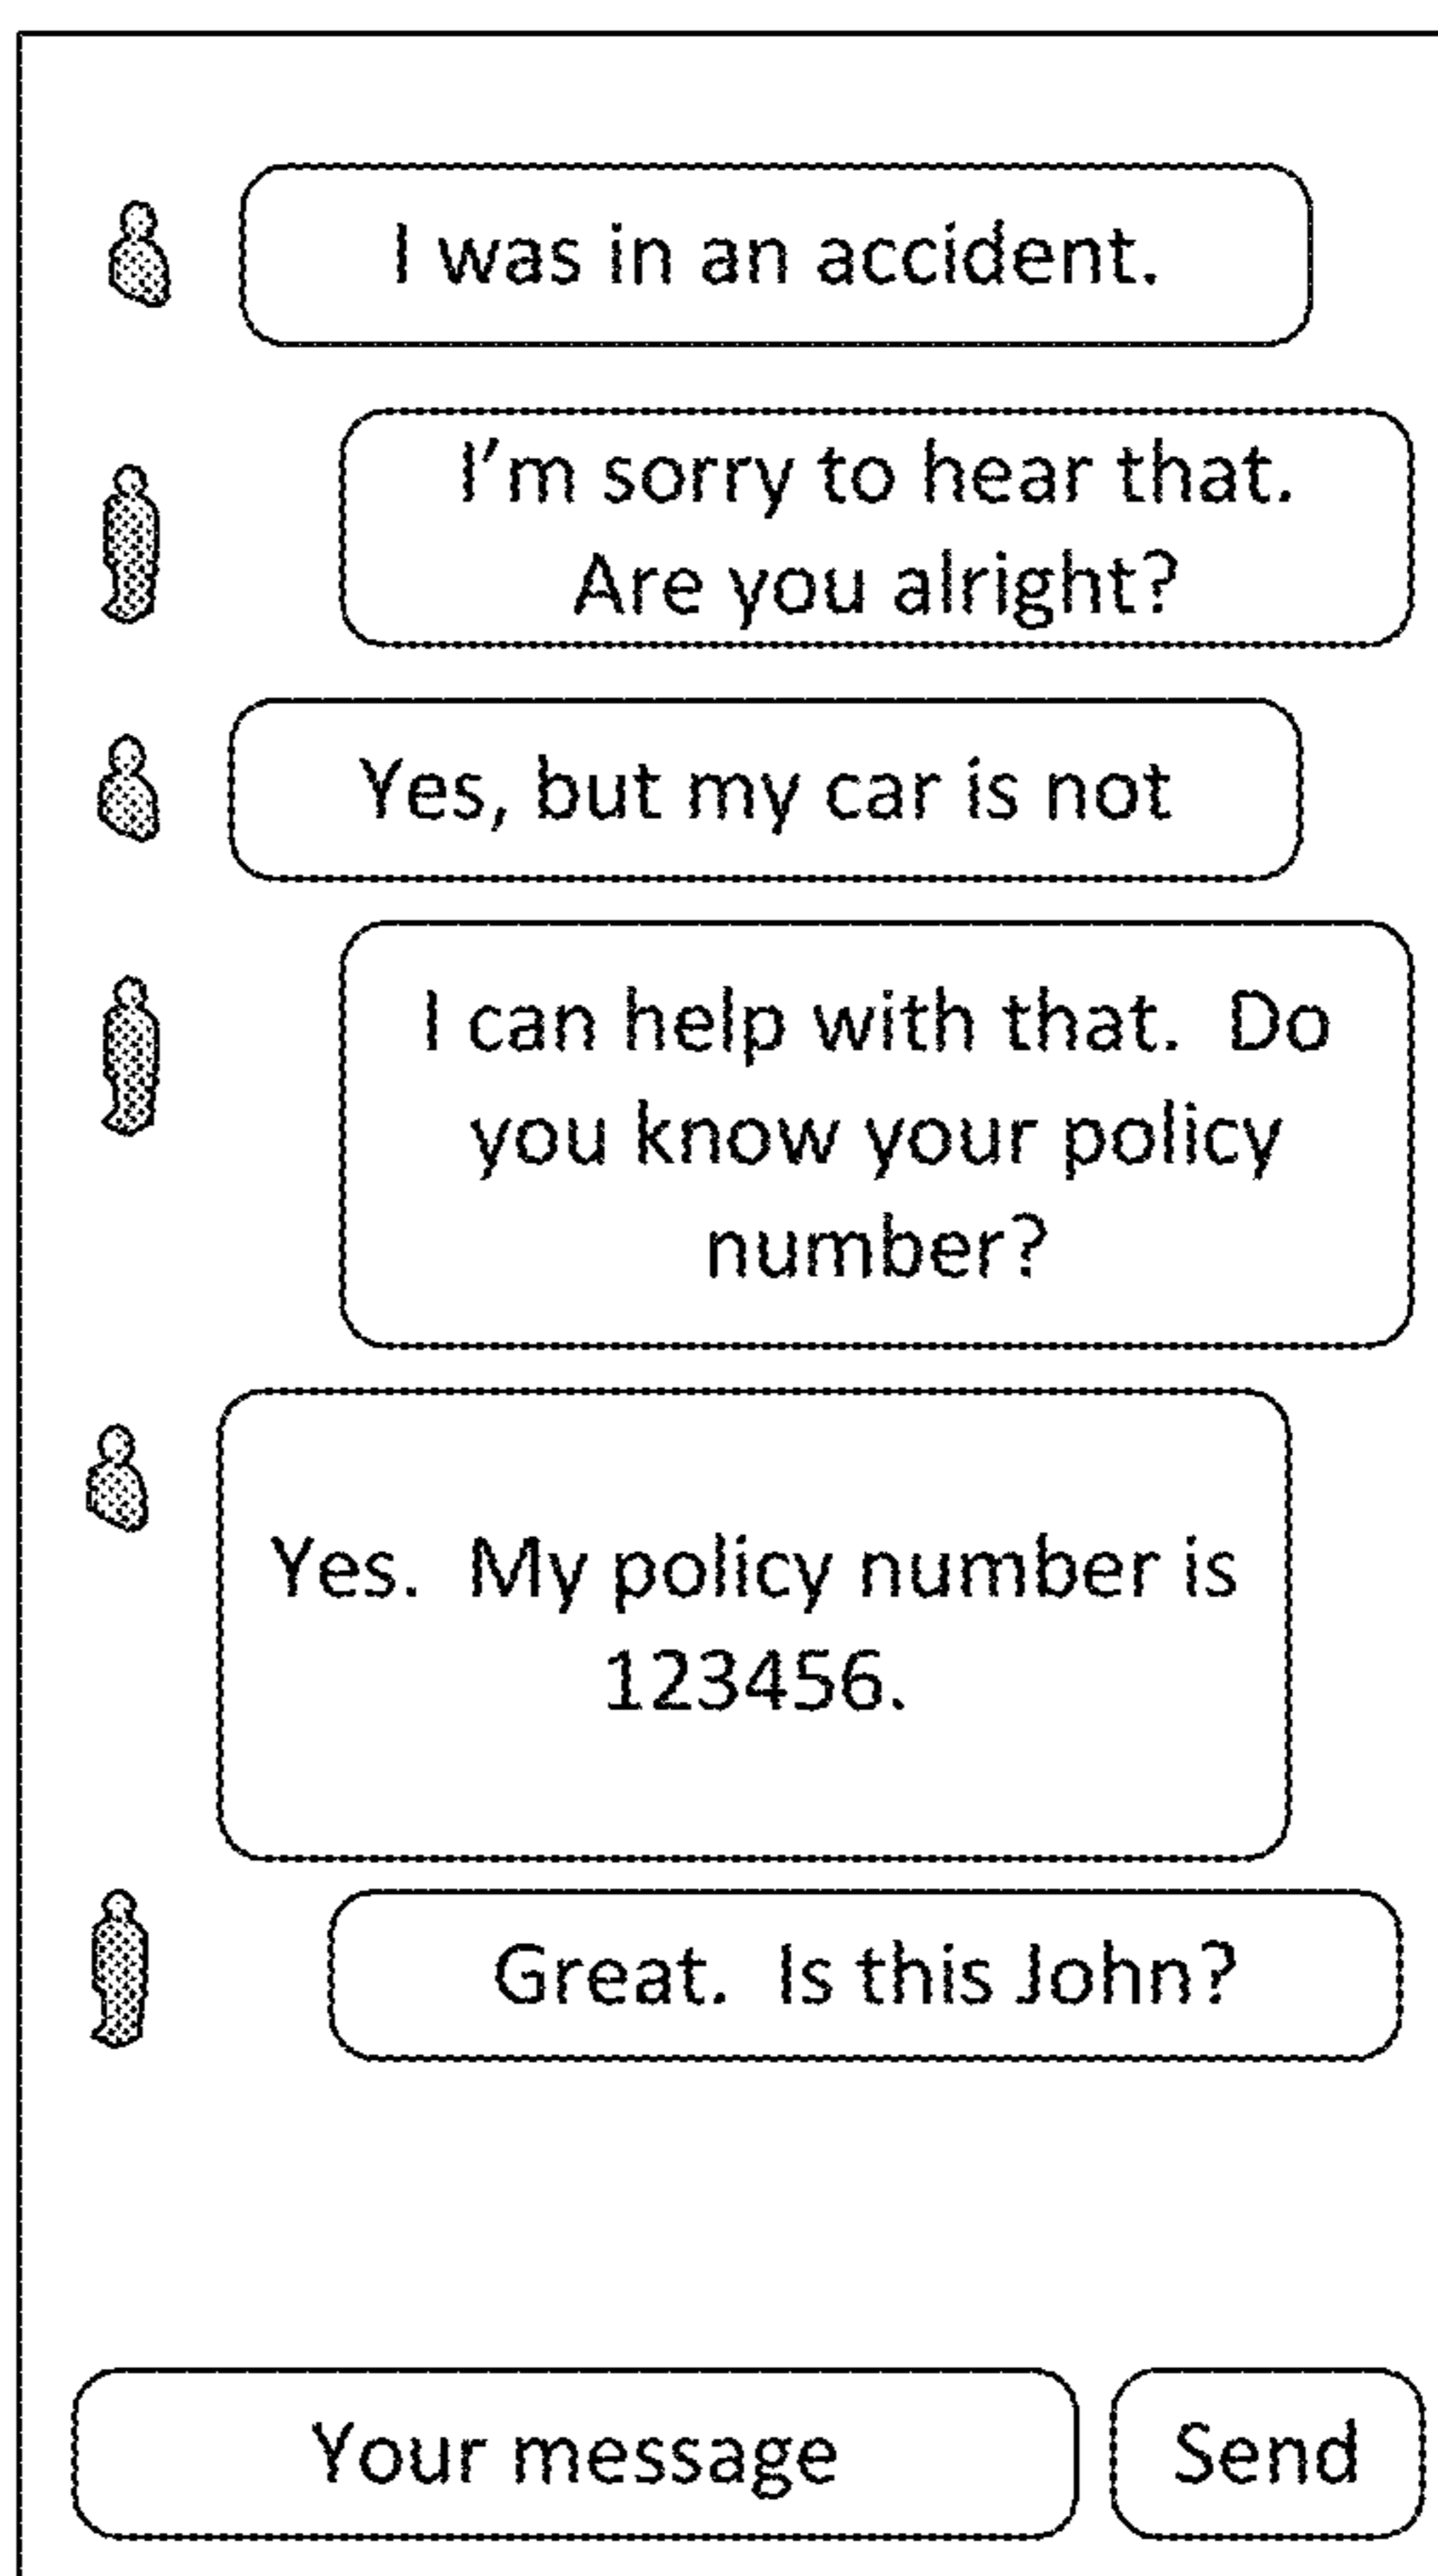 I was in an accident.
I'm sorry to hear that.
Are you alright?
Yes, but my car is not
I can help with that.  Do
you know your policy
number?
Yes.  My policy number is
123456.
Great.  Is this John?
Your message
Send